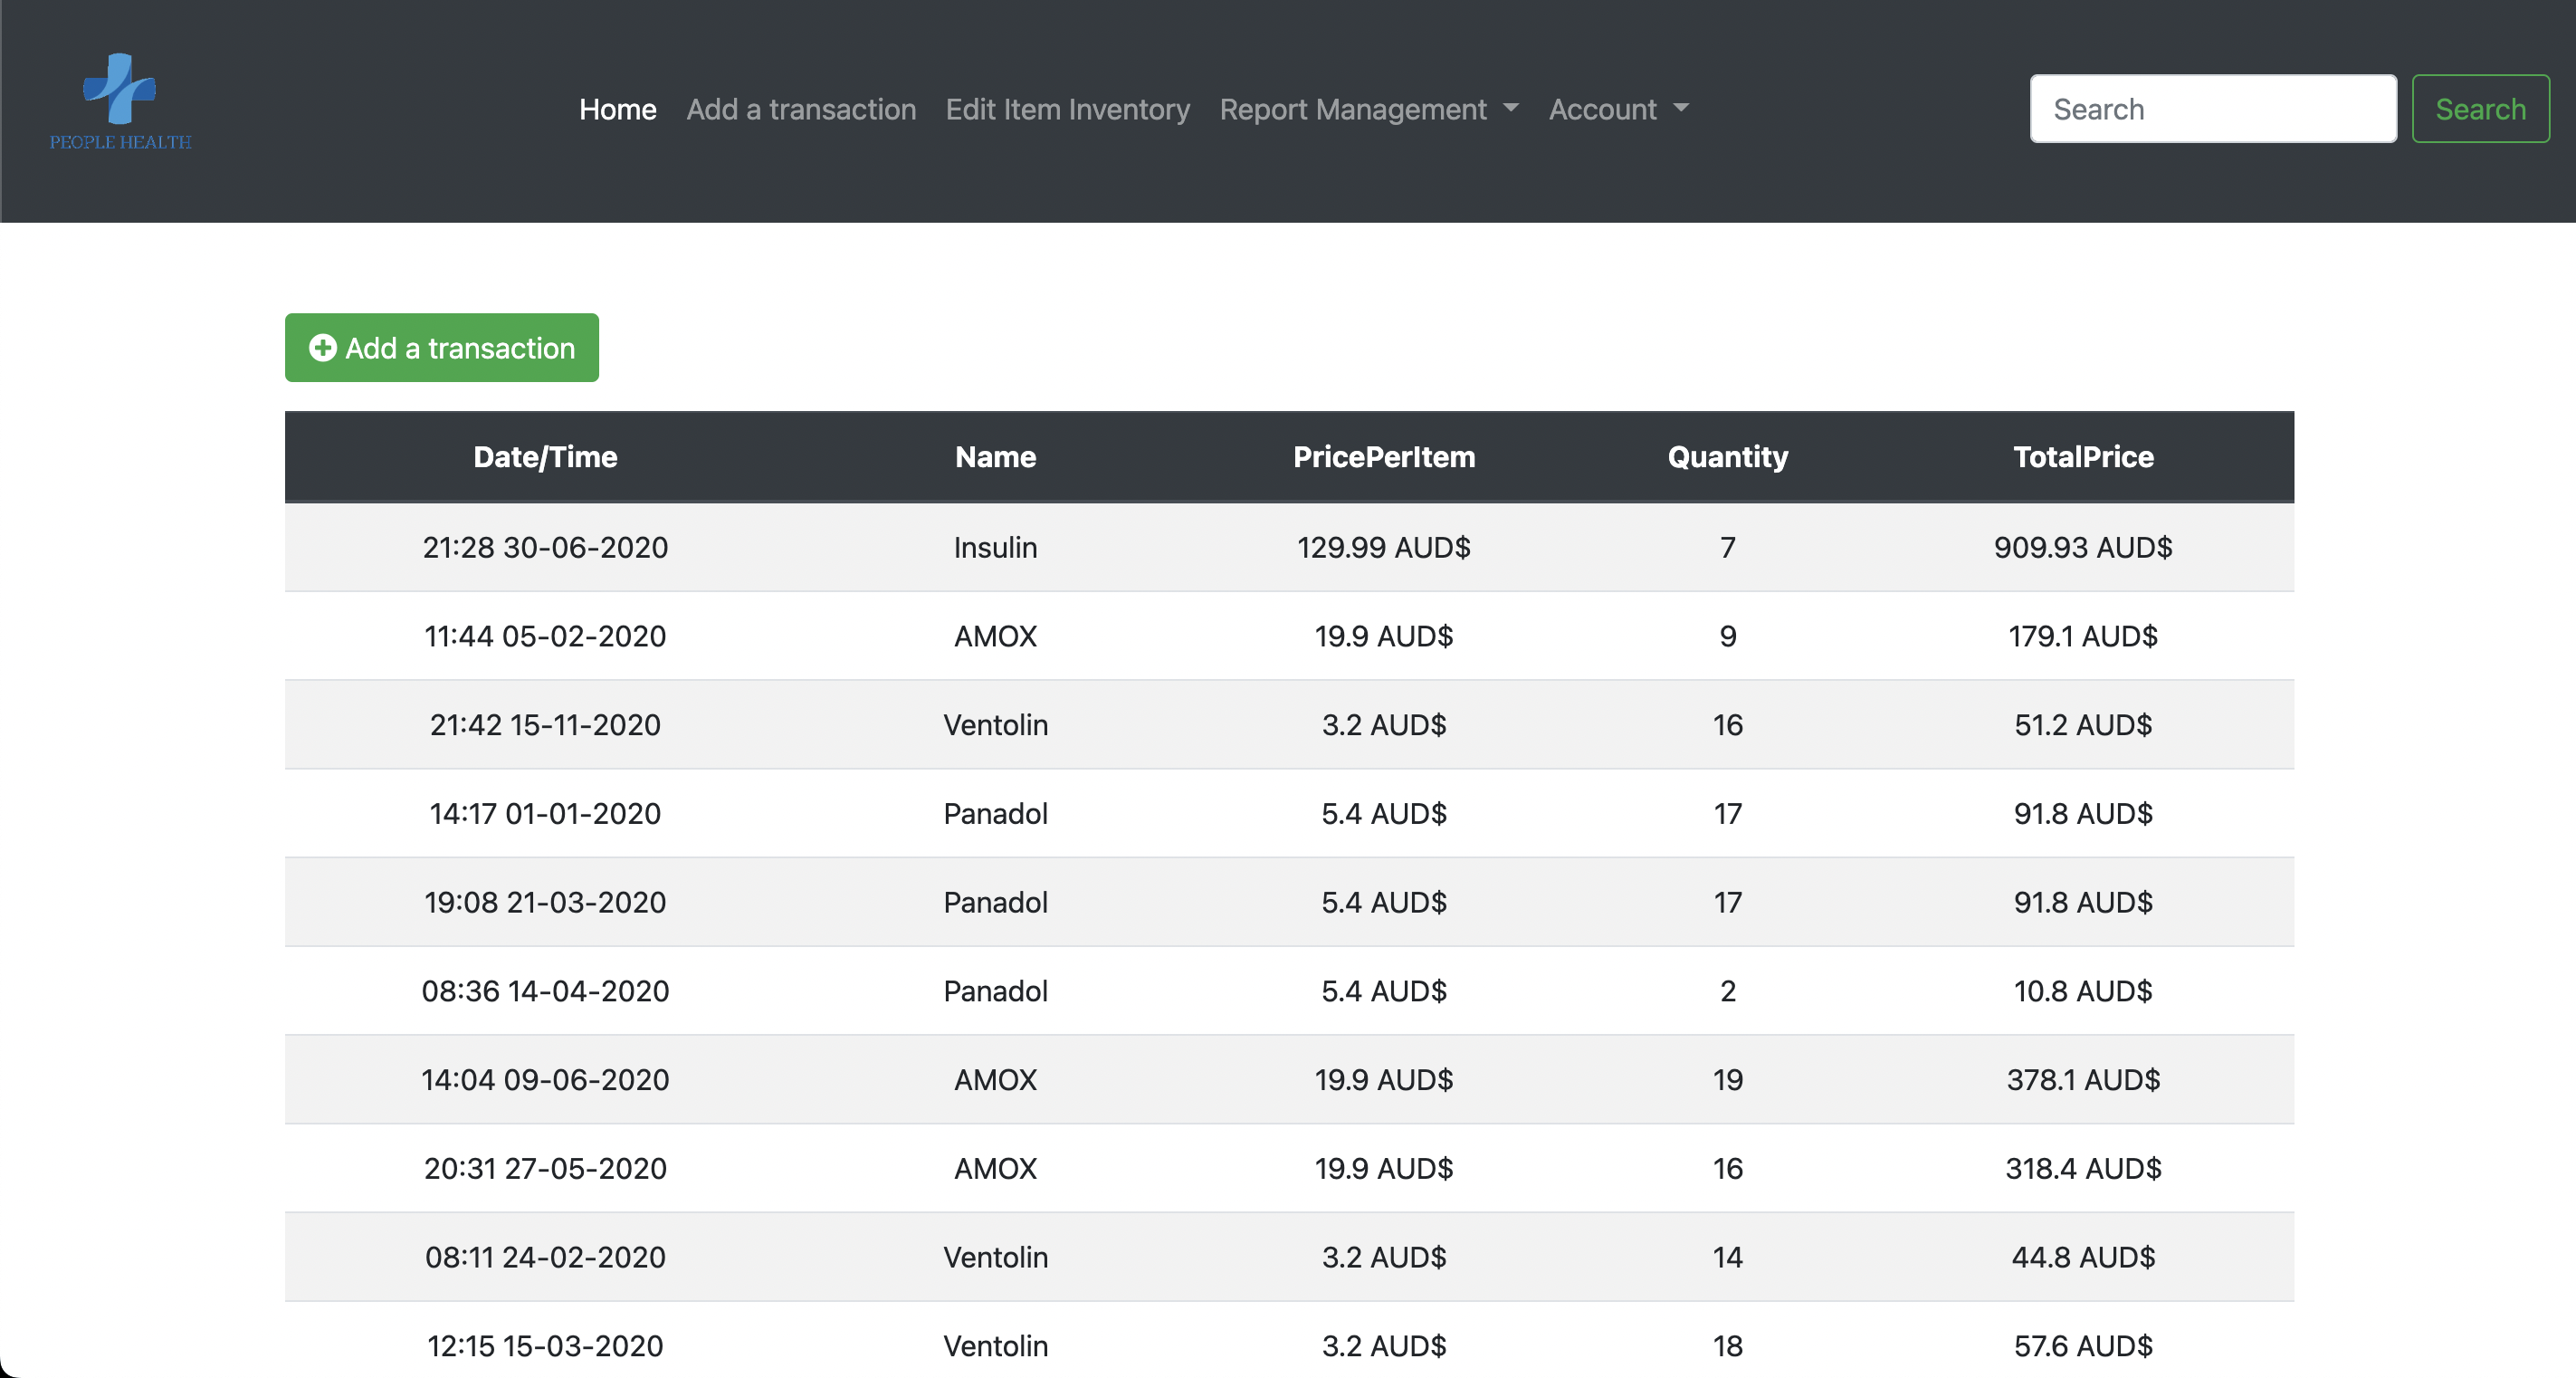 PEOPLE HEALTH
Home Add a transaction Edit Item Inventory Report Management Account Search Search
Add a transaction
Date/Time Name PricePerItem Quantity TotalPrice
21:28 30-06-2020 Insulin 129.99 AUD$ 7 909.93 AUD$
11:44 05-02-2020 AMOX 19.9 AUD$ 9 179.1 AUD$
21:42 15-11-2020 Ventolin 3.2 AUD$ 16 51.2 AUD$
14:17 01-01-2020 Panadol 5.4 AUD$ 17 91.8 AUD$
19:08 21-03-2020 Panadol 5.4 AUD$ 17 91.8 AUD$
08:36 14-04-2020 Panadol 5.4 AUD$ 2 10.8 AUD$
14:04 09-06-2020 AMOX 19.9 AUD$ 19 378.1 AUD$
20:31 27-05-2020 AMOX 19.9 AUD$ 16 318.4 AUD$
08:11 24-02-2020 Ventolin 3.2 AUD$ 14 44.8 AUD$
12:15 15-03-2020 Ventolin 3.2 AUD$ 18 57.6 AUD$